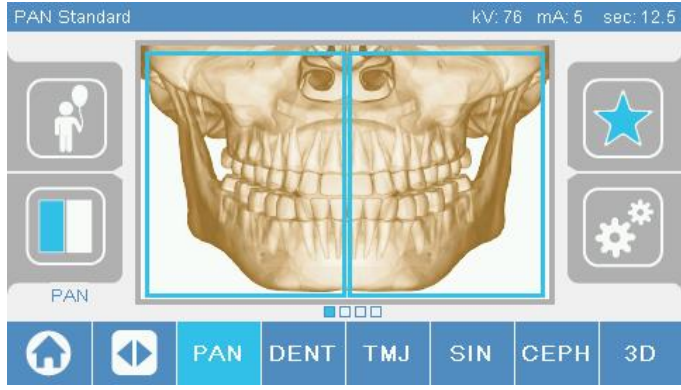 PAN Standard kV: 76 mA: 5 sec: 12.5
PAN
PAN DENT TMJ SIN CEPH 3D